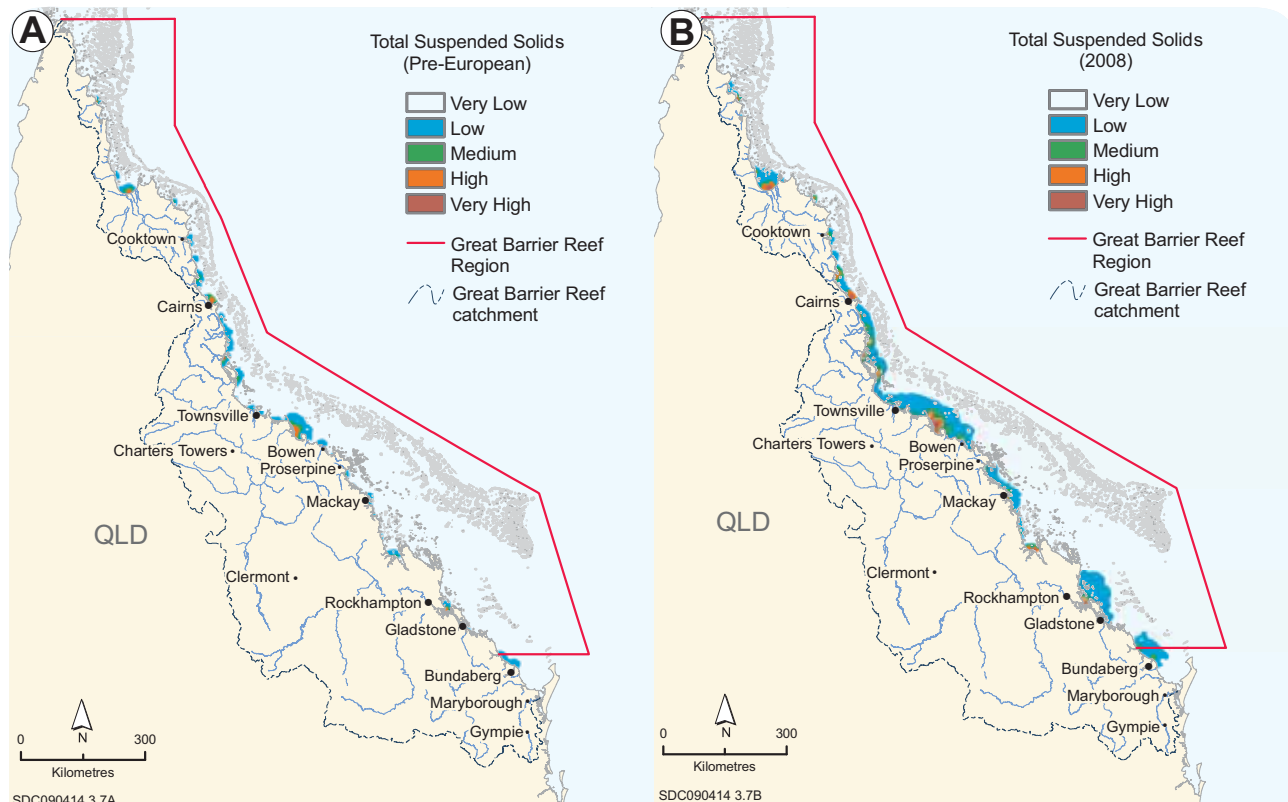 A
Total Suspended Solids
(Pre-European)
Very Low
Low
Medium
High
Very High
Great Barrier Reef
Region
Great Barrier Reef
catchment
Cooktown
Cairns
Townsville
Charters Towers
Bowen
Proserpine
Mackay
QLD
Clermont
Rockhampton
Gladstone
Bundaberg
Maryborough
Gympie
0 N 300
Kilometres
SDC090414 3.7A
B
Total Suspended Solids
(2008)
Very Low
Low
Medium
High
Very High
Great Barrier Reef
Region
Great Barrier Reef
catchment
Cooktown
Cairns
Townsville
Charters Towers
Bowen
Proserpine
Mackay
QLD
Clermont
Rockhampton
Gladstone
Bundaberg
Maryborough
Gympie
0 N 300
Kilometres
SDC090414 3.7B